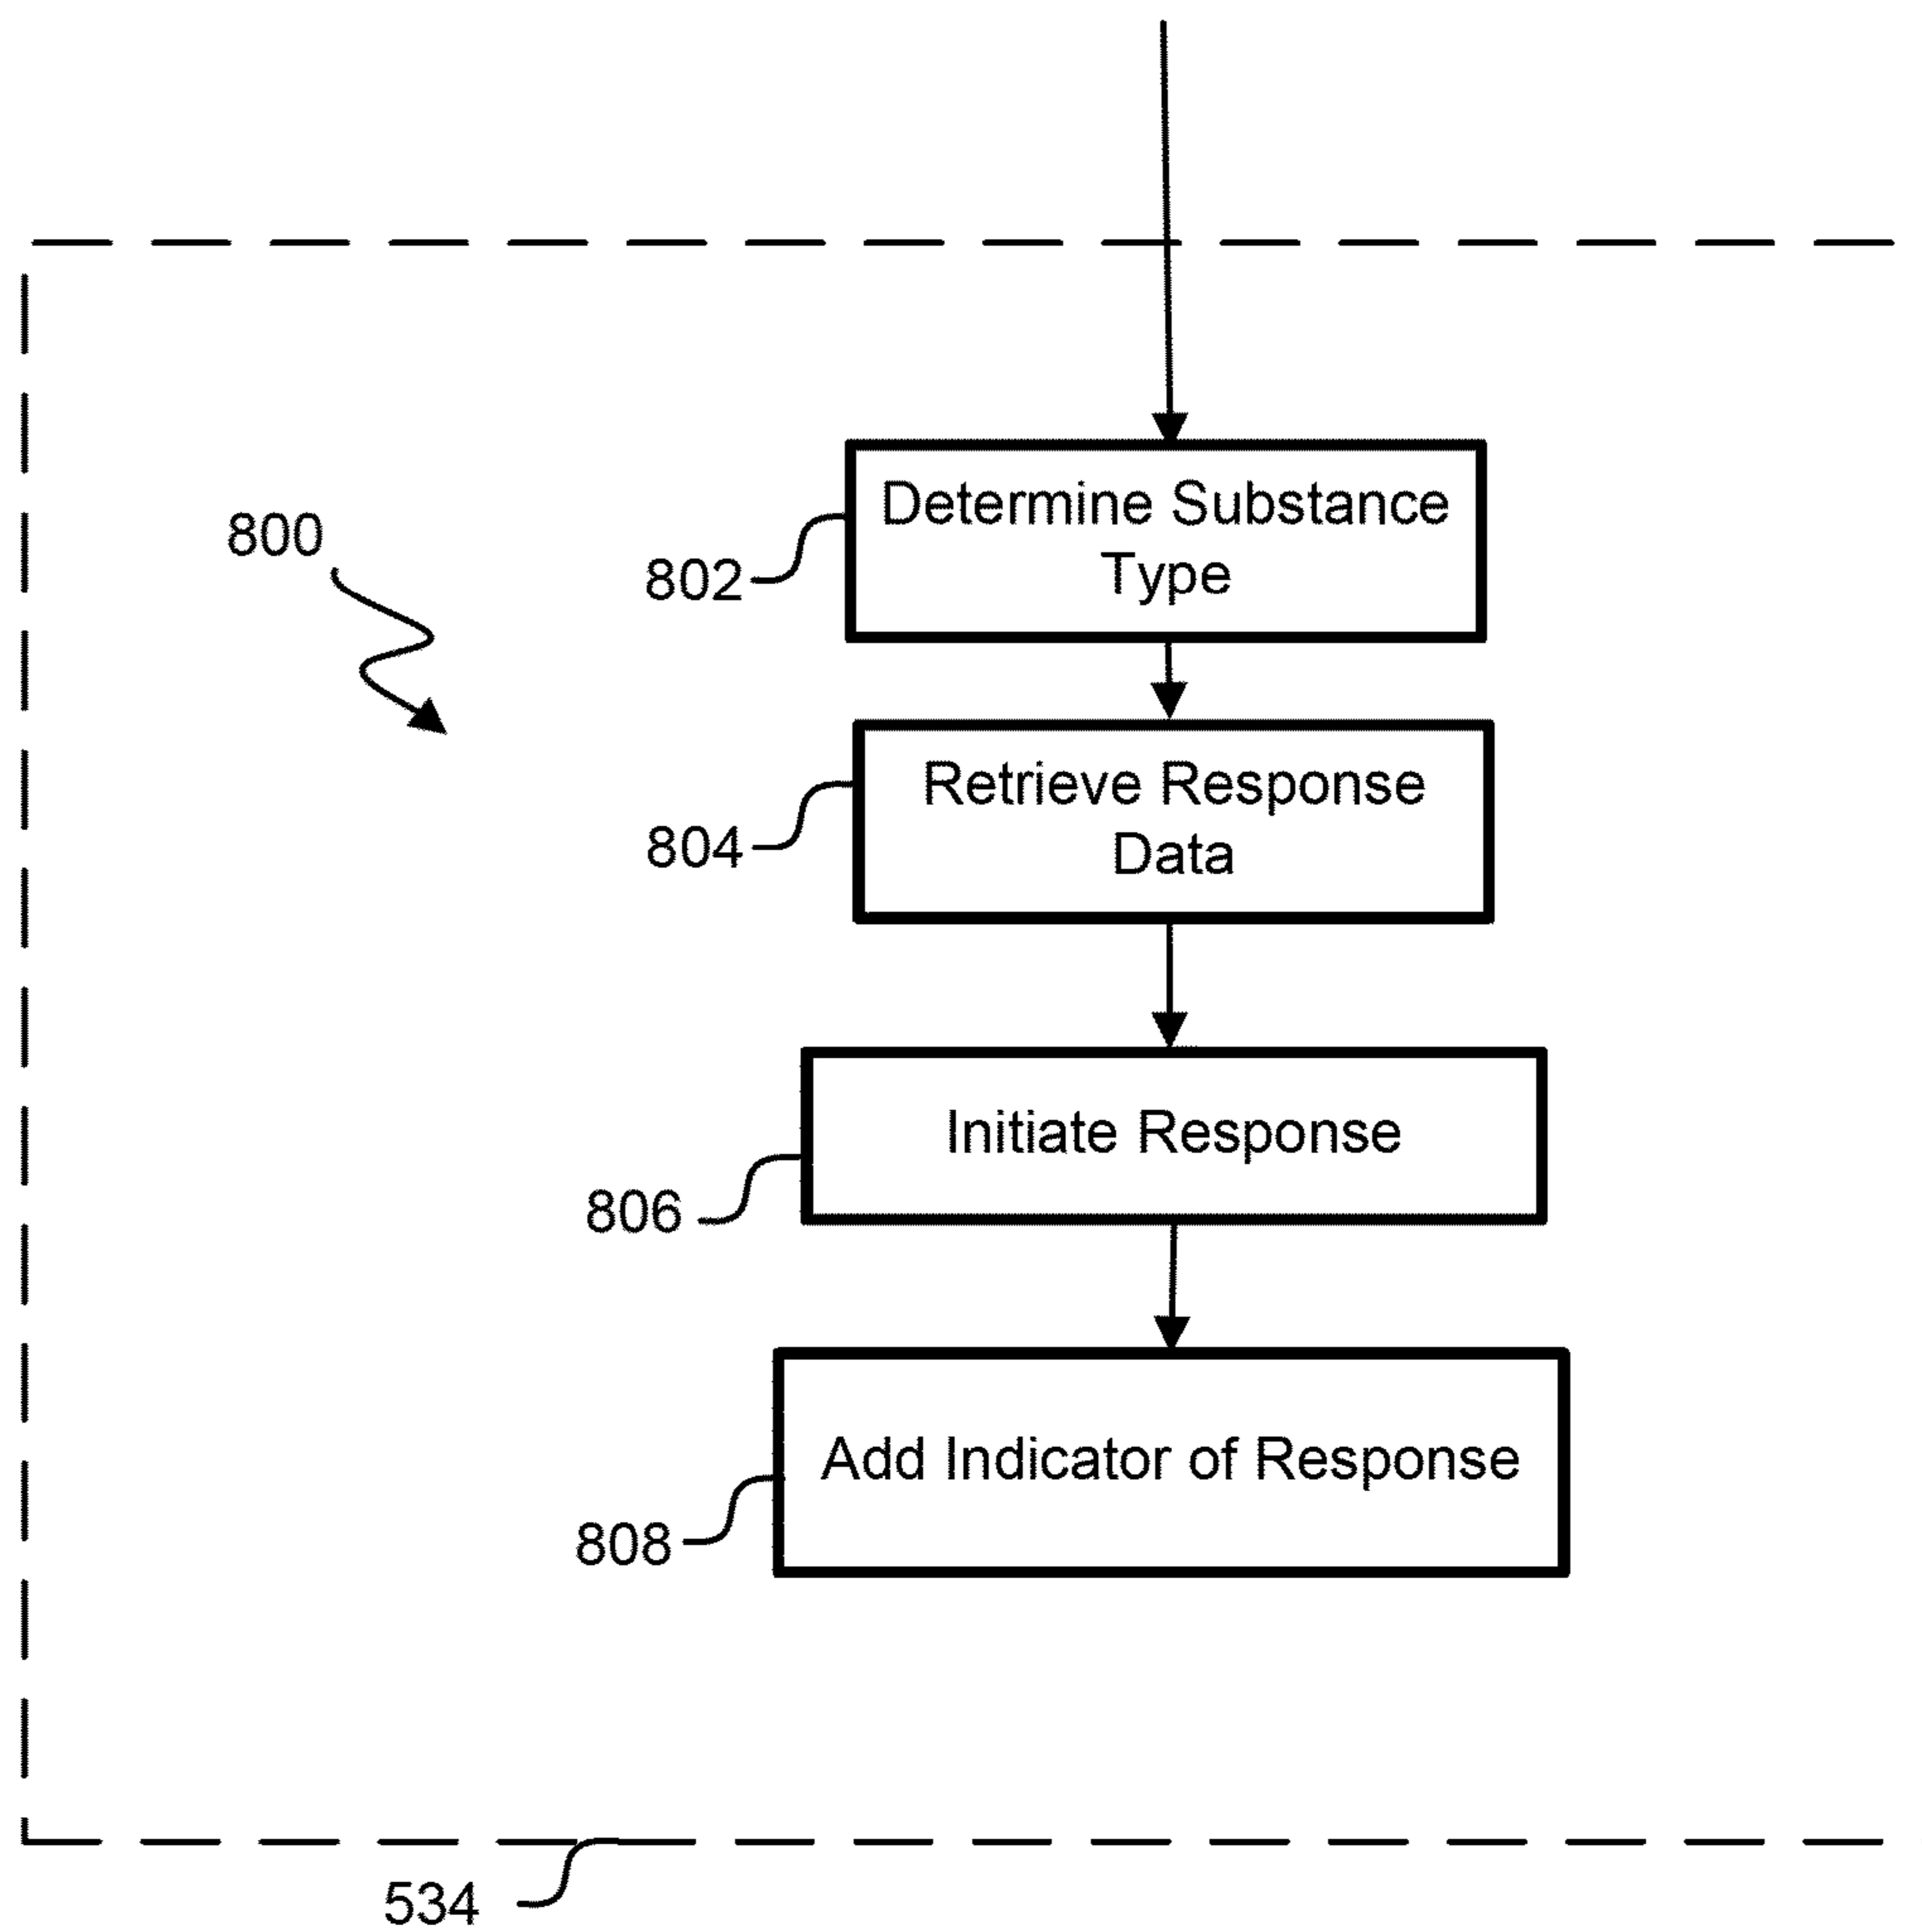 800
802
Determine Substance
Type
804
Retrieve Response
Data
806
Initiate Response
808
Add Indicator of Response
534